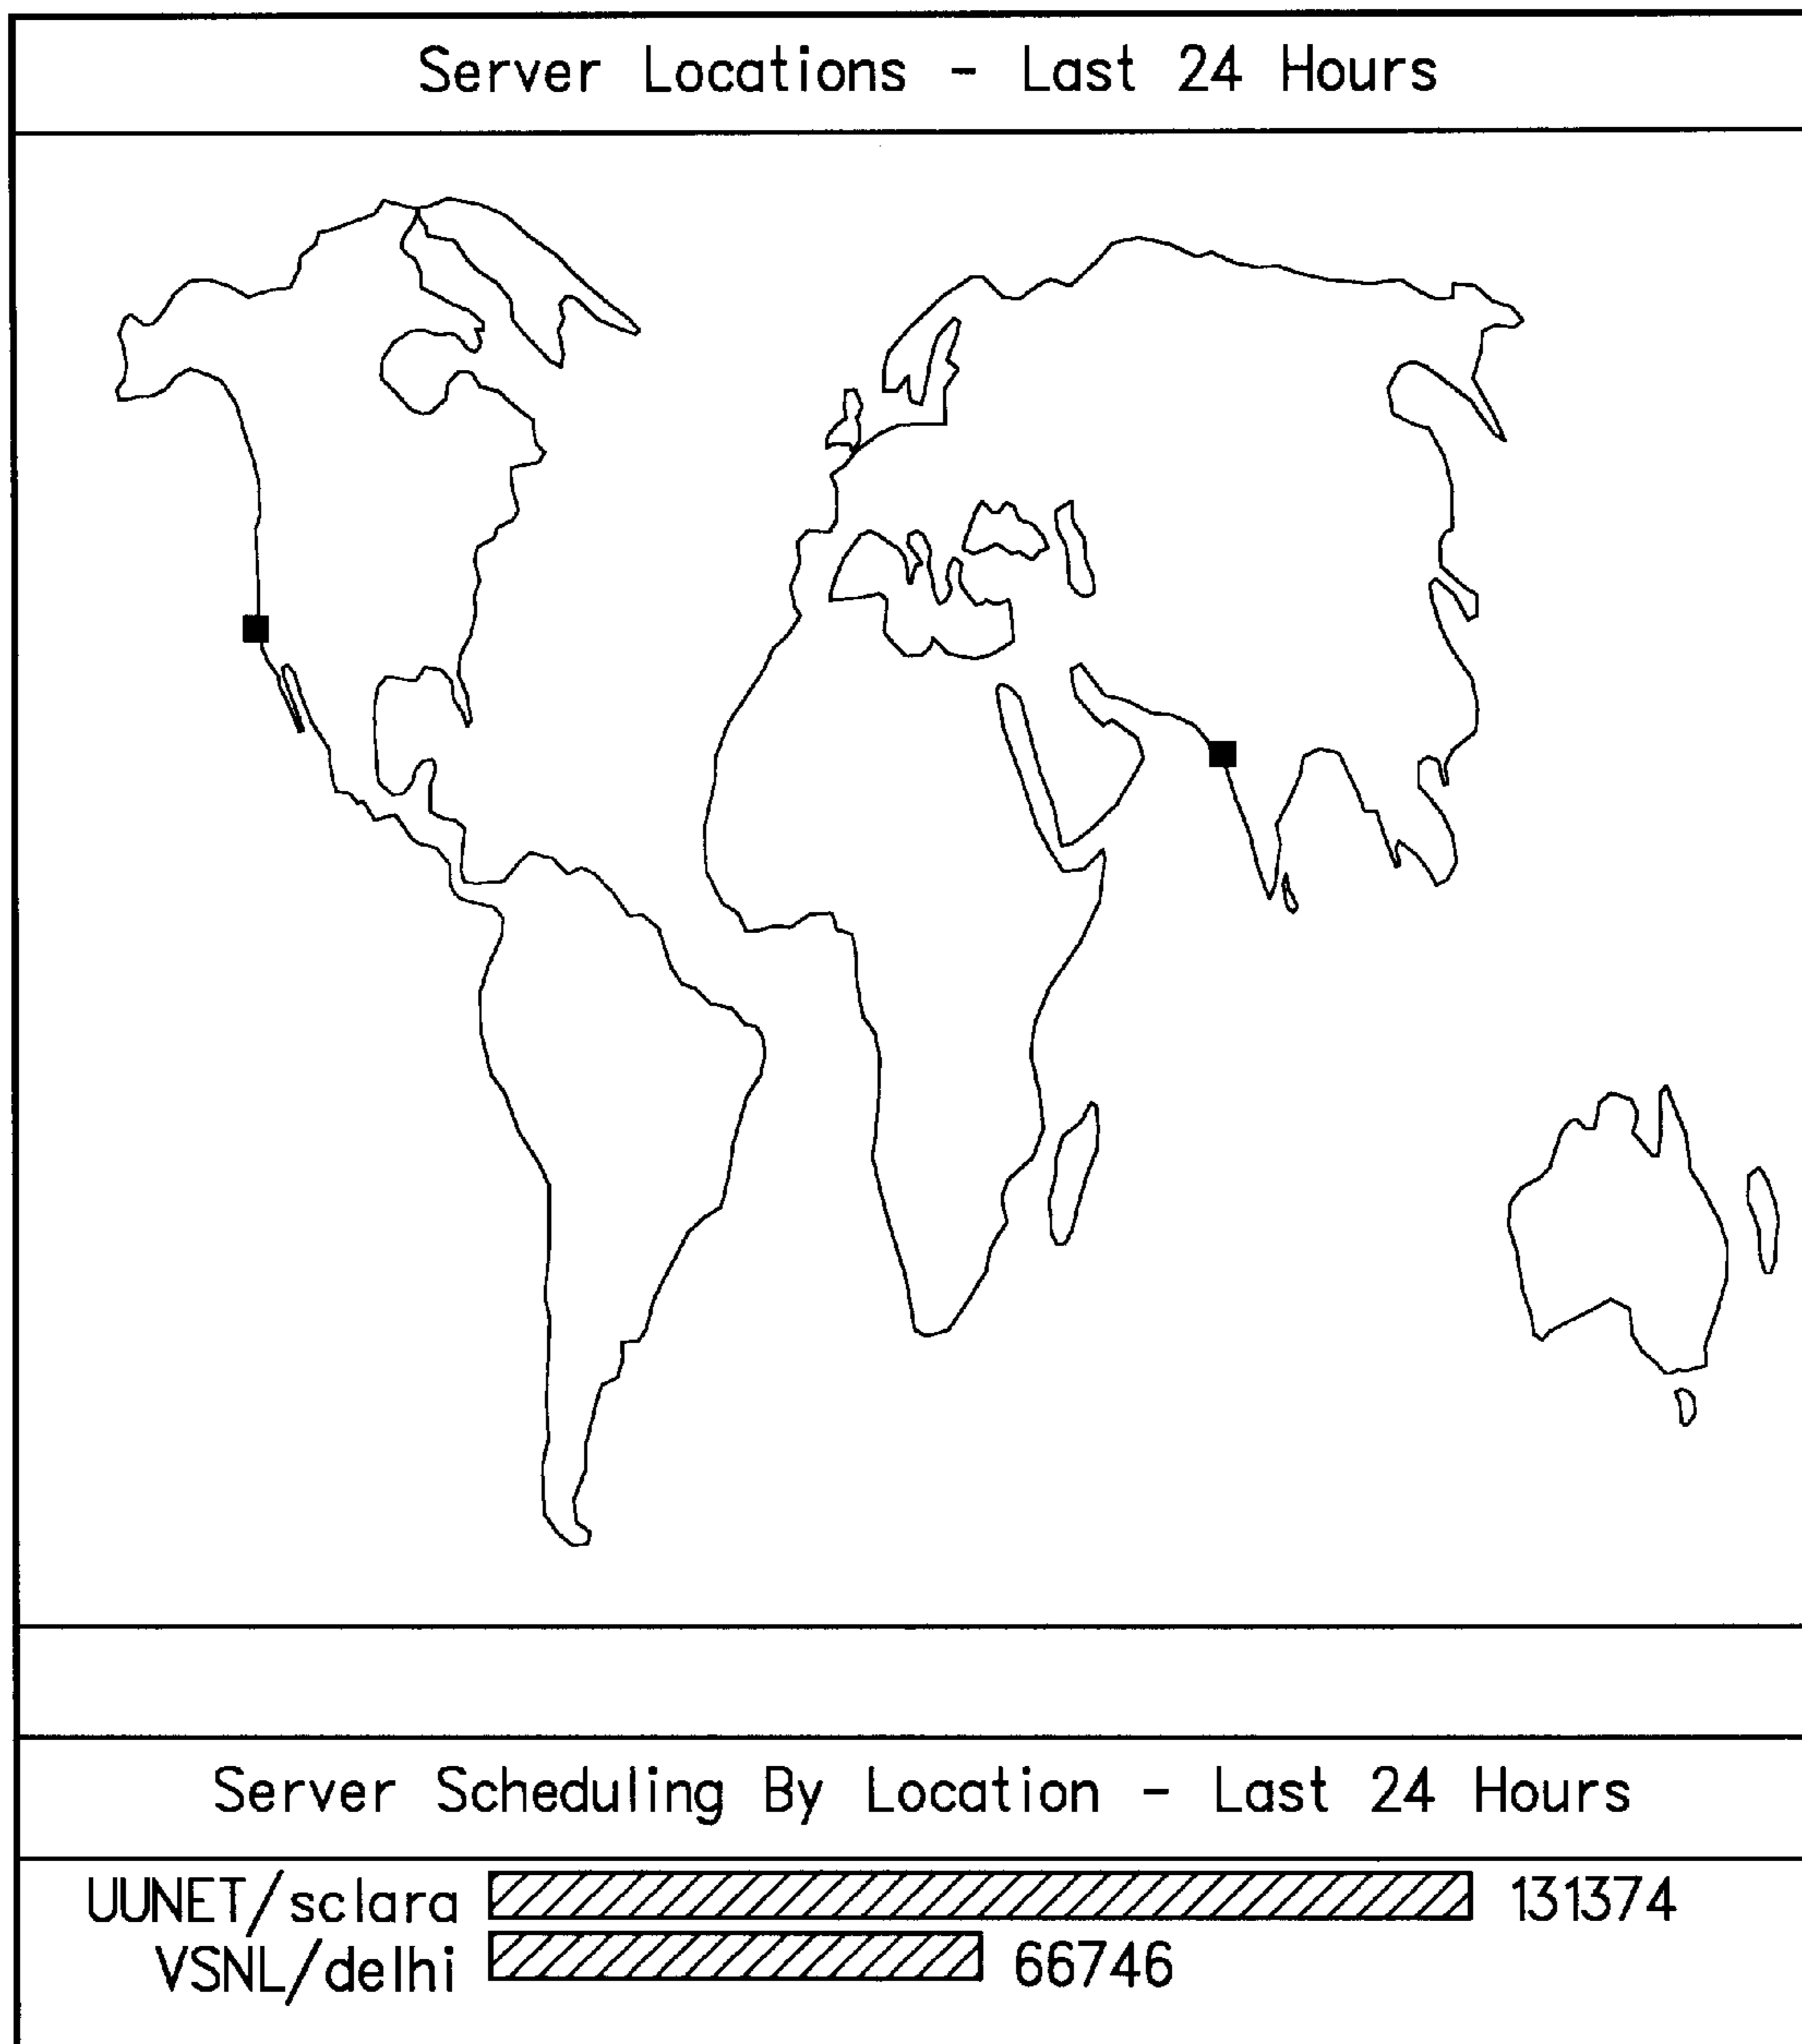 Server Locations - Last 24 Hours
Server Scheduling By Location - Last 24 Hours
UUNET/sclara 131374
VSNL/delhi 66746